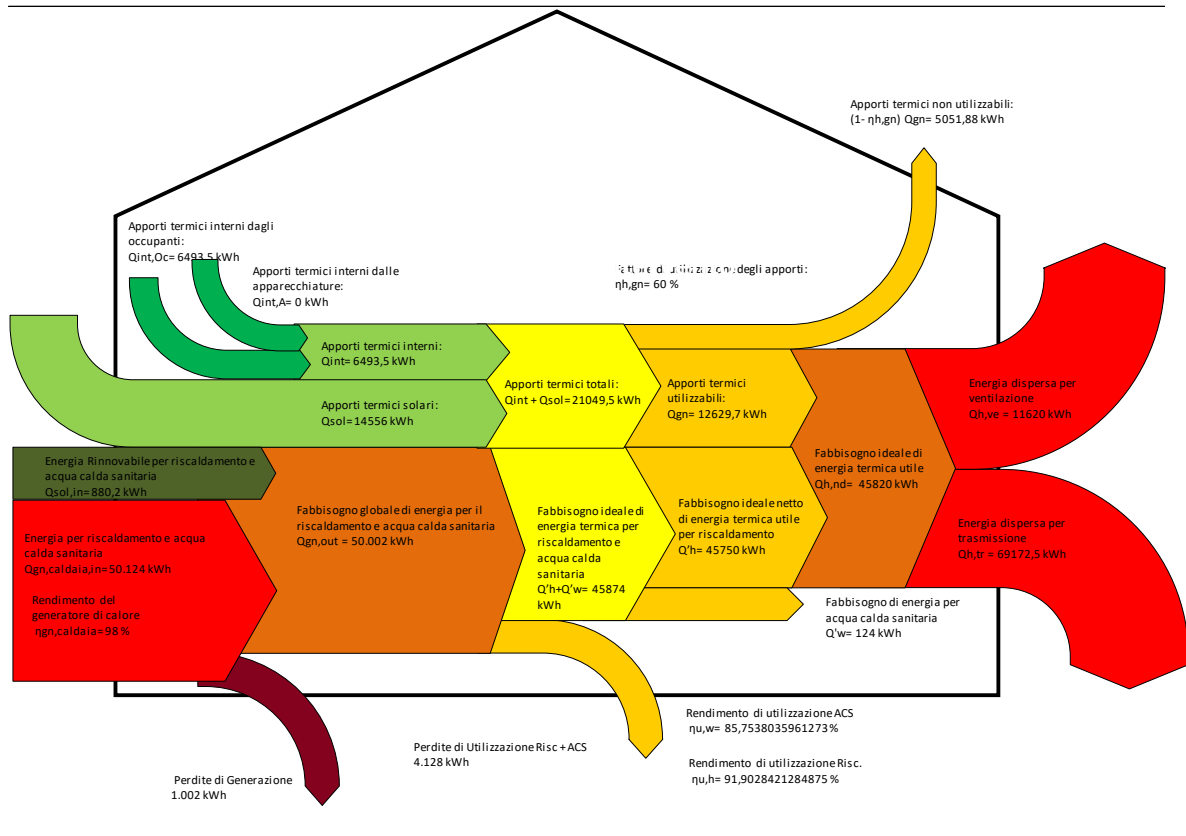 Apporti termici non utilizzabili:
(1- ηh,gn) Qgn= 5051,88 kWh
Apporti termici interni dagli
occupanti:
Qint,Oc= 6493,5 kWh
Apporti termici interni dalle
apparecchiature:
Qint,A= 0 kWh
degli apporti:
ηh,gn= 60 %
Apporti termici interni:
Qint= 6493,5 kWh
Apporti termici solari:
Qsol= 14556 kWh
Apporti termici totali:
Qint + Qsol= 21049,5 kWh
Apporti termici
utilizzabili:
Qgn= 12629,7 kWh
Energia dispersa per
ventilazione
Qh,ve = 11620 kWh
Energia Rinnovabile per riscaldamento e
acqua calda sanitaria
Qsol,in= 880,2 kWh
Fabbisogno globale di energia per il
riscaldamento e acqua calda sanitaria
Qgn,out = 50.002 kWh
Fabbisogno ideale di
energia termica per
riscaldamento e
acqua calda
sanitaria
Q'h+Q'w= 45874
kWh
Fabbisogno ideale netto
di energia termica utile
per riscaldamento
Q'h= 45750 kWh
Fabbisogno ideale di
energia termica utile
Qh,nd= 45820 kWh
Energia dispersa per
trasmissione
Qh,tr = 69172,5 kWh
Energia per riscaldamento e acqua
calda sanitaria
Qgn,caldaia,in=50.124 kWh
Rendimento del
generatore di calore
ηgn,caldaia= 98 %
Fabbisogno di energia per
acqua calda sanitaria
Q'w= 124 kWh
Rendimento di utilizzazione ACS
ηu,w= 85,7538035961273 %
Rendimento di utilizzazione Risc.
ηu,h= 91,9028421284875 %
Perdite di Utilizzazione Risc + ACS
4.128 kWh
Perdite di Generazione
1.002 kWh